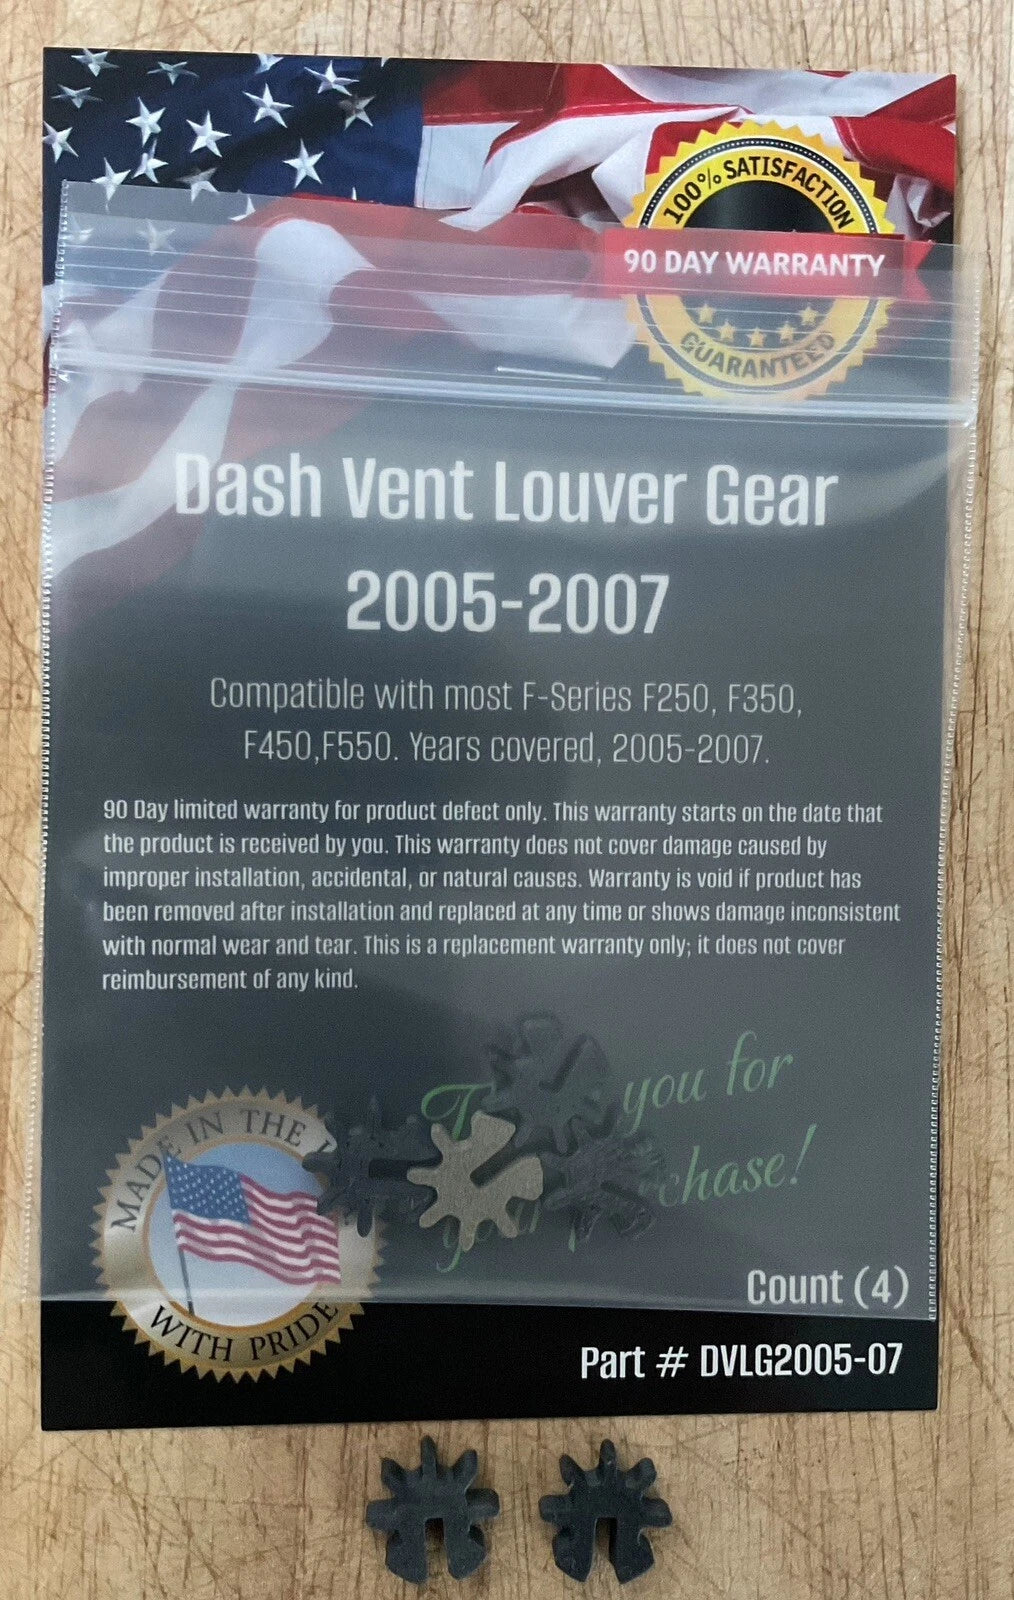 100% SATISFACTION
90 DAY WARRANTY
GUARANTEED
Dash Vent Louver Gear
2005-2007
Compatible with most F-Series F250, F350,
F450,F550. Years covered, 2005-2007.
90 Day limited warranty for product defect only. This warranty starts on the date that
the product is received by you. This warranty does not cover damage caused by
improper installation, accidental, or natural causes. Warranty is void if product has
been removed after installation and replaced at any time or shows damage inconsistent
with normal wear and tear. This is a replacement warranty only; it does not cover
reimbursement of any kind.
you for
MADE IN THE
WITH PRIDE
Count (4)
Part # DVLG2005-07